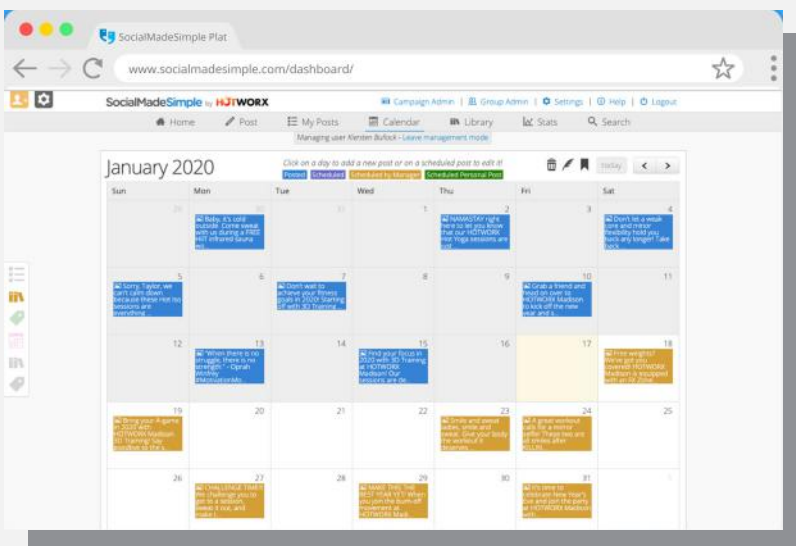 SocialMadeSimple Plat
www.socialmadesimple.com/dashboard/
SocialMadeSimple by HOTWORX
Campaign Admin | Group Admin | Settings | Help | Logout
Home Post My Posts Calendar Library Stats Search
Managing user Kiersten Bullock - Leave management mode
January 2020
Click on a day to add a new post or on a scheduled post to edit it!
Posted Scheduled Scheduled by Manager Scheduled Personal Post
today
Sun Mon Tue Wed Thu Fri Sat
29 30 31 1 2 3 4
Baby, it's cold
outside. Come sweat
with us during a FREE
HIIT infrared sauna
wo...
NAMASTAY right
here to let you know
that our HOTWORX
Hot Yoga sessions are
just ...
Don't let a weak
core and minor
flexibility hold you
back any longer! Take
back ...
5 6 7 8 9 10 11
Sorry, Taylor, we
can't calm down,
because these Hot Iso
sessions are
everything ...
Don't wait to
achieve your fitness
goals in 2020! Starting
off with 3D Training ...
Grab a friend and
head on over to
HOTWORX Madison
to kick off the new
year and s...
12 13 14 15 16 17 18
"When there is no
struggle, there is no
strength." - Oprah
Winfrey
#MotivationMo...
Find your focus in
2020 with 3D Training
at HOTWORX
Madison! Our
sessions are de...
Free weights?
We've got you
covered! HOTWORX
Madison is equipped
with an FX Zone...
19 20 21 22 23 24 25
Bring your A-game
in 2020 with
HOTWORX Madison
3D Training! Say
goodbye to the s...
Smile and sweat
ladies, smile and
sweat. Give your body
the workout it
deserves...
A great workout
calls for a mirror
selfie! These two are
all smiles after
KILLIN...
26 27 28 29 30 31 1
CHALLENGE TIME!!
We challenge you to
get in a session,
sweat it out, and
make t...
MAKE THIS THE
BEST YEAR YET! When
you join the burn-off
movement at
HOTWORX Madi...
It's time to
celebrate New Year's
Eve and join the party
at HOTWORX Madison
with...